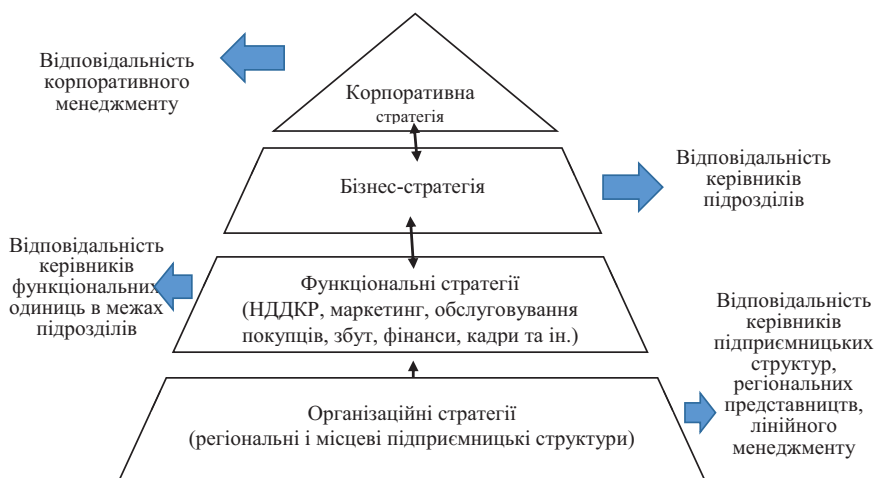 Відповідальність
корпоративного
менеджменту
Корпоративна
стратегія
Бізнес-стратегія
Відповідальність
керівників
підрозділів
Відповідальність
керівників
функціональних
одиниць в межах
підрозділів
Функціональні стратегії
(НДДКР, маркетинг, обслуговування
покупців, збут, фінанси, кадри та ін.)
Відповідальність
керівників
підприємницьких
структур,
регіональних
представництв,
лінійного
менеджменту
Організаційні стратегії
(регіональні і місцеві підприємницькі структури)